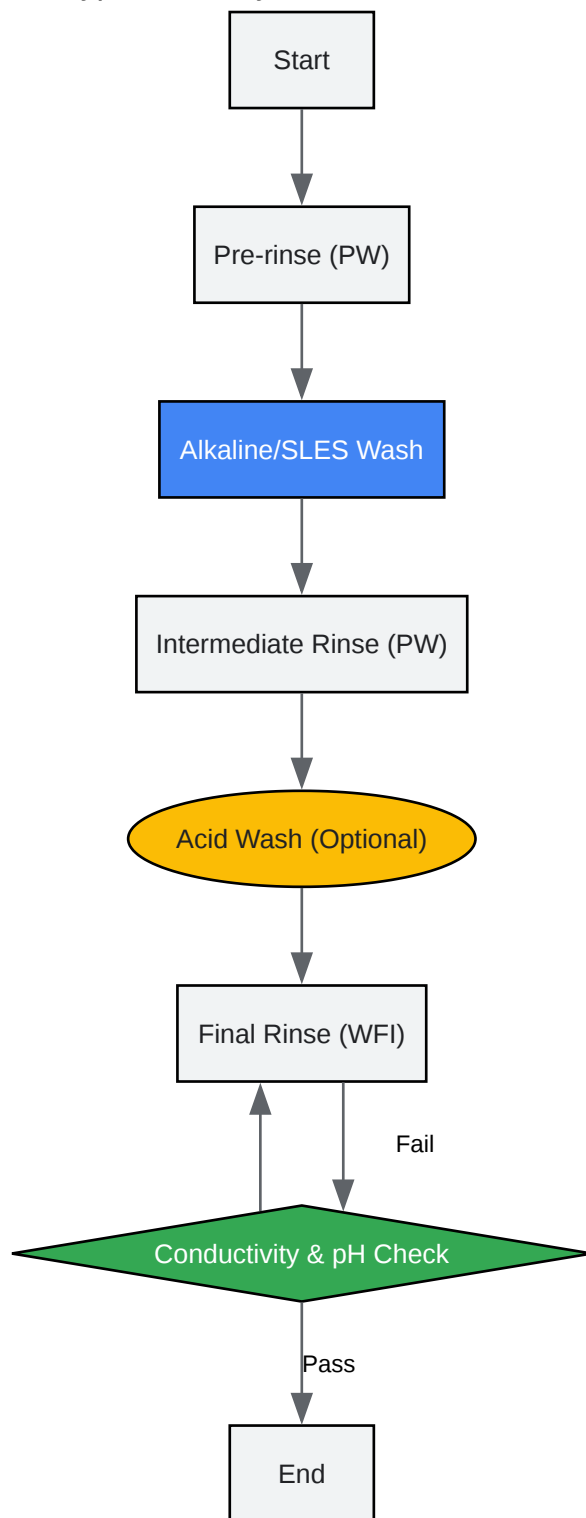 Start
Pre-rinse (PW)
Alkaline/SLES Wash
Intermediate Rinse (PW)
Acid Wash (Optional)
Final Rinse (WFI)
Fail
Conductivity & pH Check
Pass
End